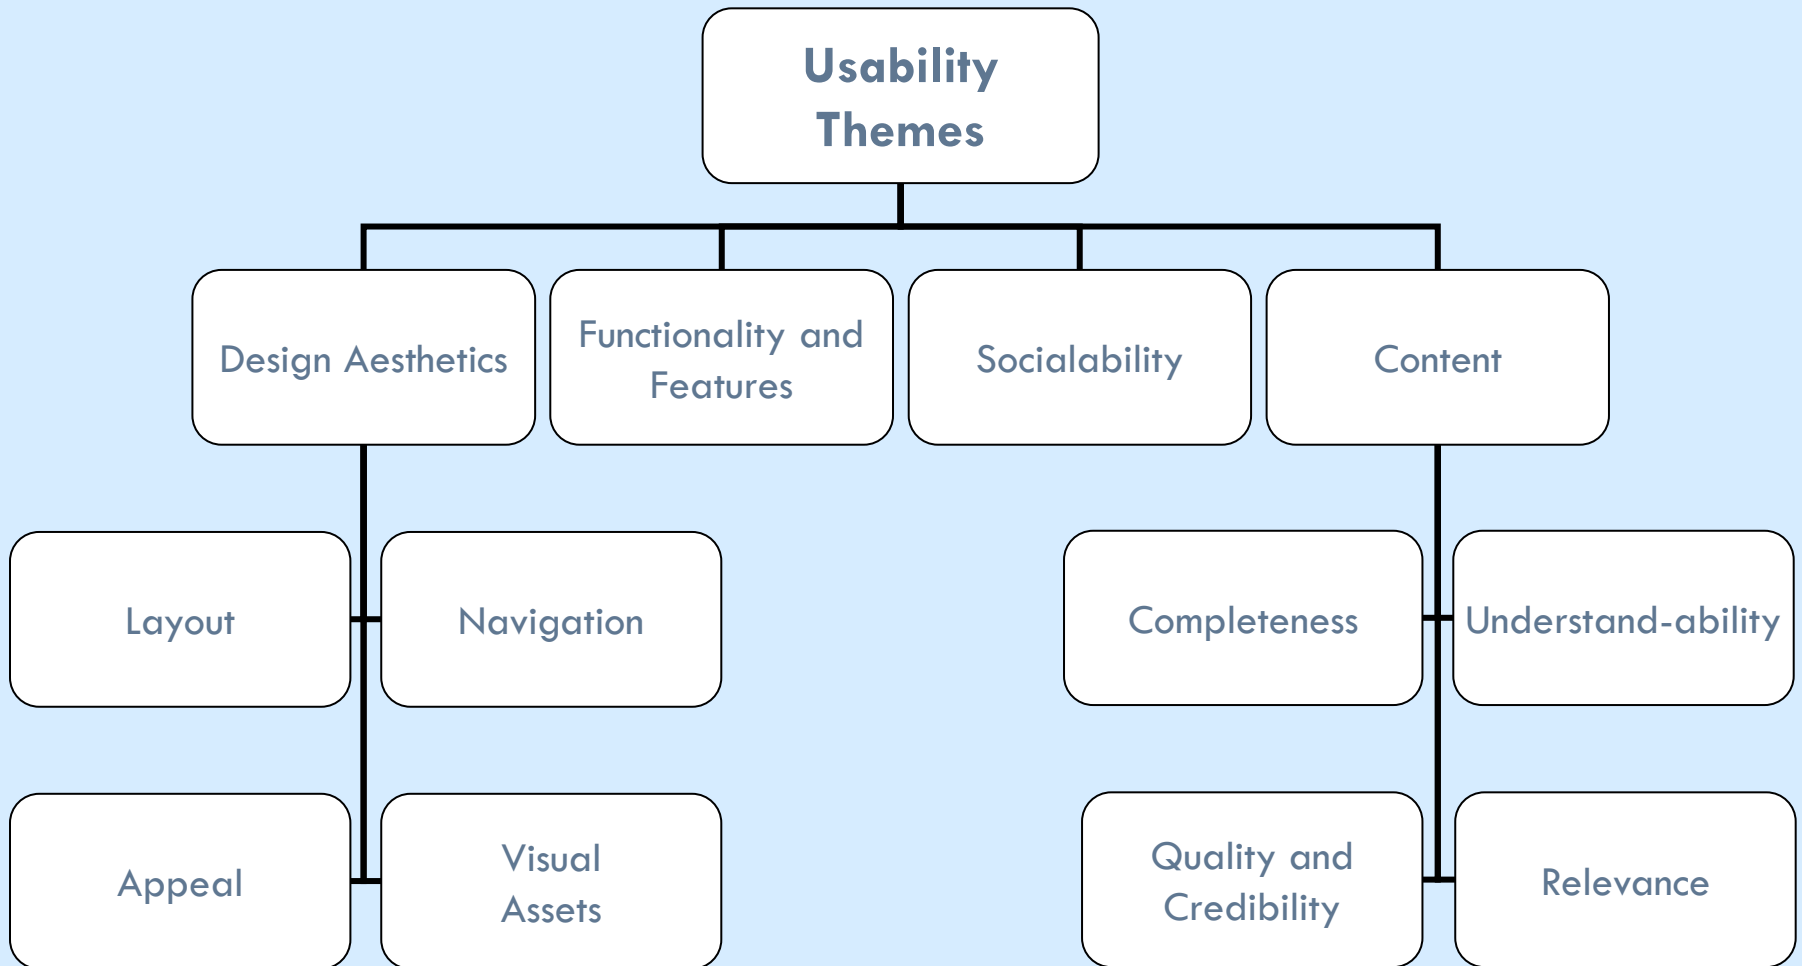 Usability
Themes
Design Aesthetics
Functionality and
Features
Socialability
Content
Layout
Navigation
Completeness
Understand-ability
Appeal
Visual
Assets
Quality and
Credibility
Relevance